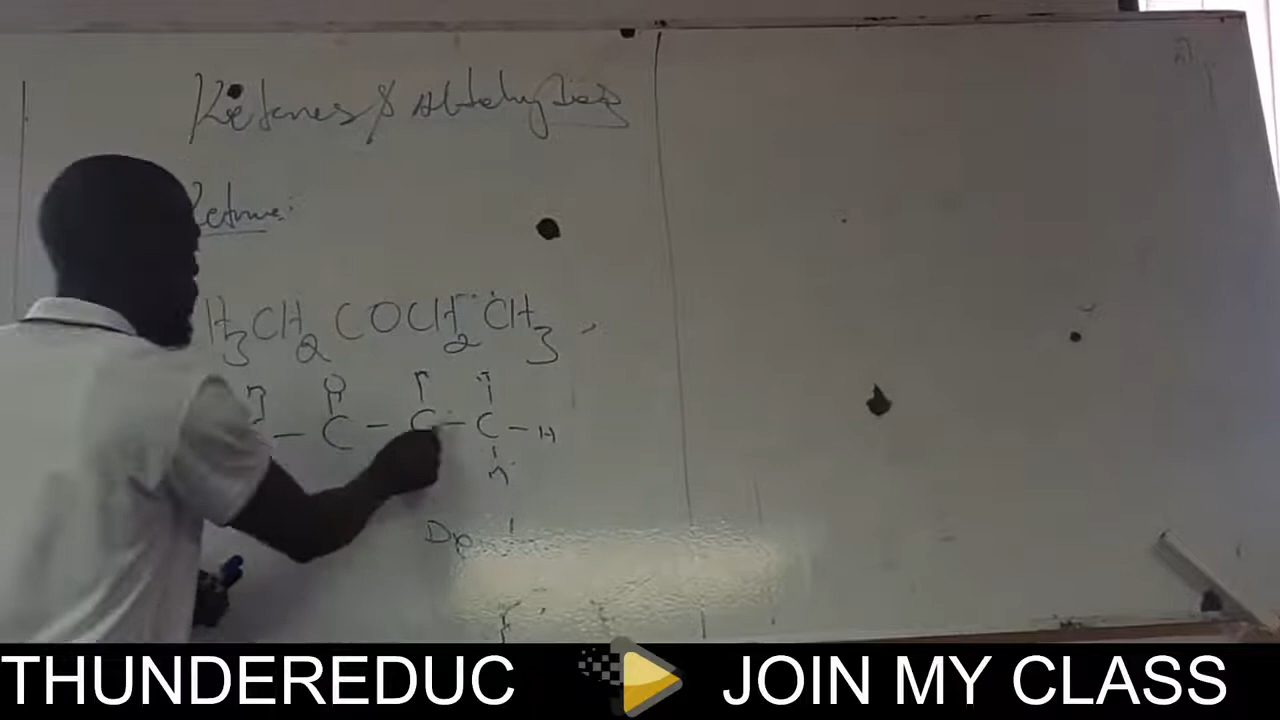 Ketones & Aldehydes
Ketone:
H3CH2COCH2CH3
H O H H
- C - C - C - H
H
THUNDEREDUC JOIN MY CLASS